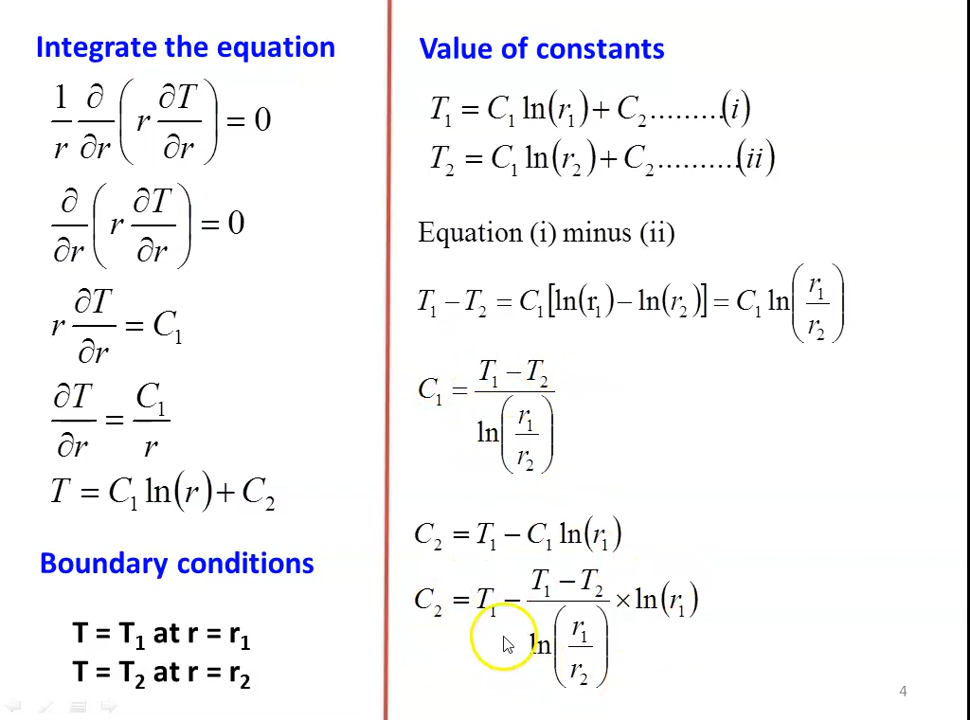 Integrate the equation
1/r ∂/∂r (r ∂T/∂r) = 0
∂/∂r (r ∂T/∂r) = 0
r ∂T/∂r = C₁
∂T/∂r = C₁/r
T = C₁ ln(r) + C₂
Boundary conditions
T = T₁ at r = r₁
T = T₂ at r = r₂
Value of constants
T₁ = C₁ ln(r₁) + C₂.........(i)
T₂ = C₁ ln(r₂) + C₂..........(ii)
Equation (i) minus (ii)
T₁ − T₂ = C₁[ln(r₁) − ln(r₂)] = C₁ ln(r₁/r₂)
C₁ = (T₁ − T₂)/ln(r₁/r₂)
C₂ = T₁ − C₁ ln(r₁)
C₂ = T₁ − (T₁ − T₂)/ln(r₁/r₂) × ln(r₁)
4